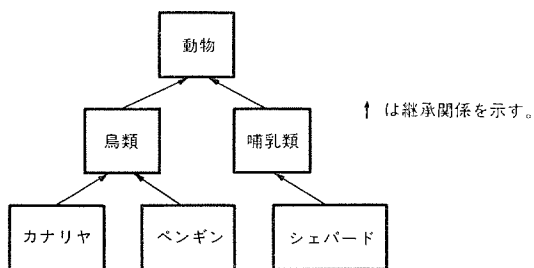 動物
↑ は継承関係を示す。
鳥類
哺乳類
カナリヤ
ペンギン
シェパード